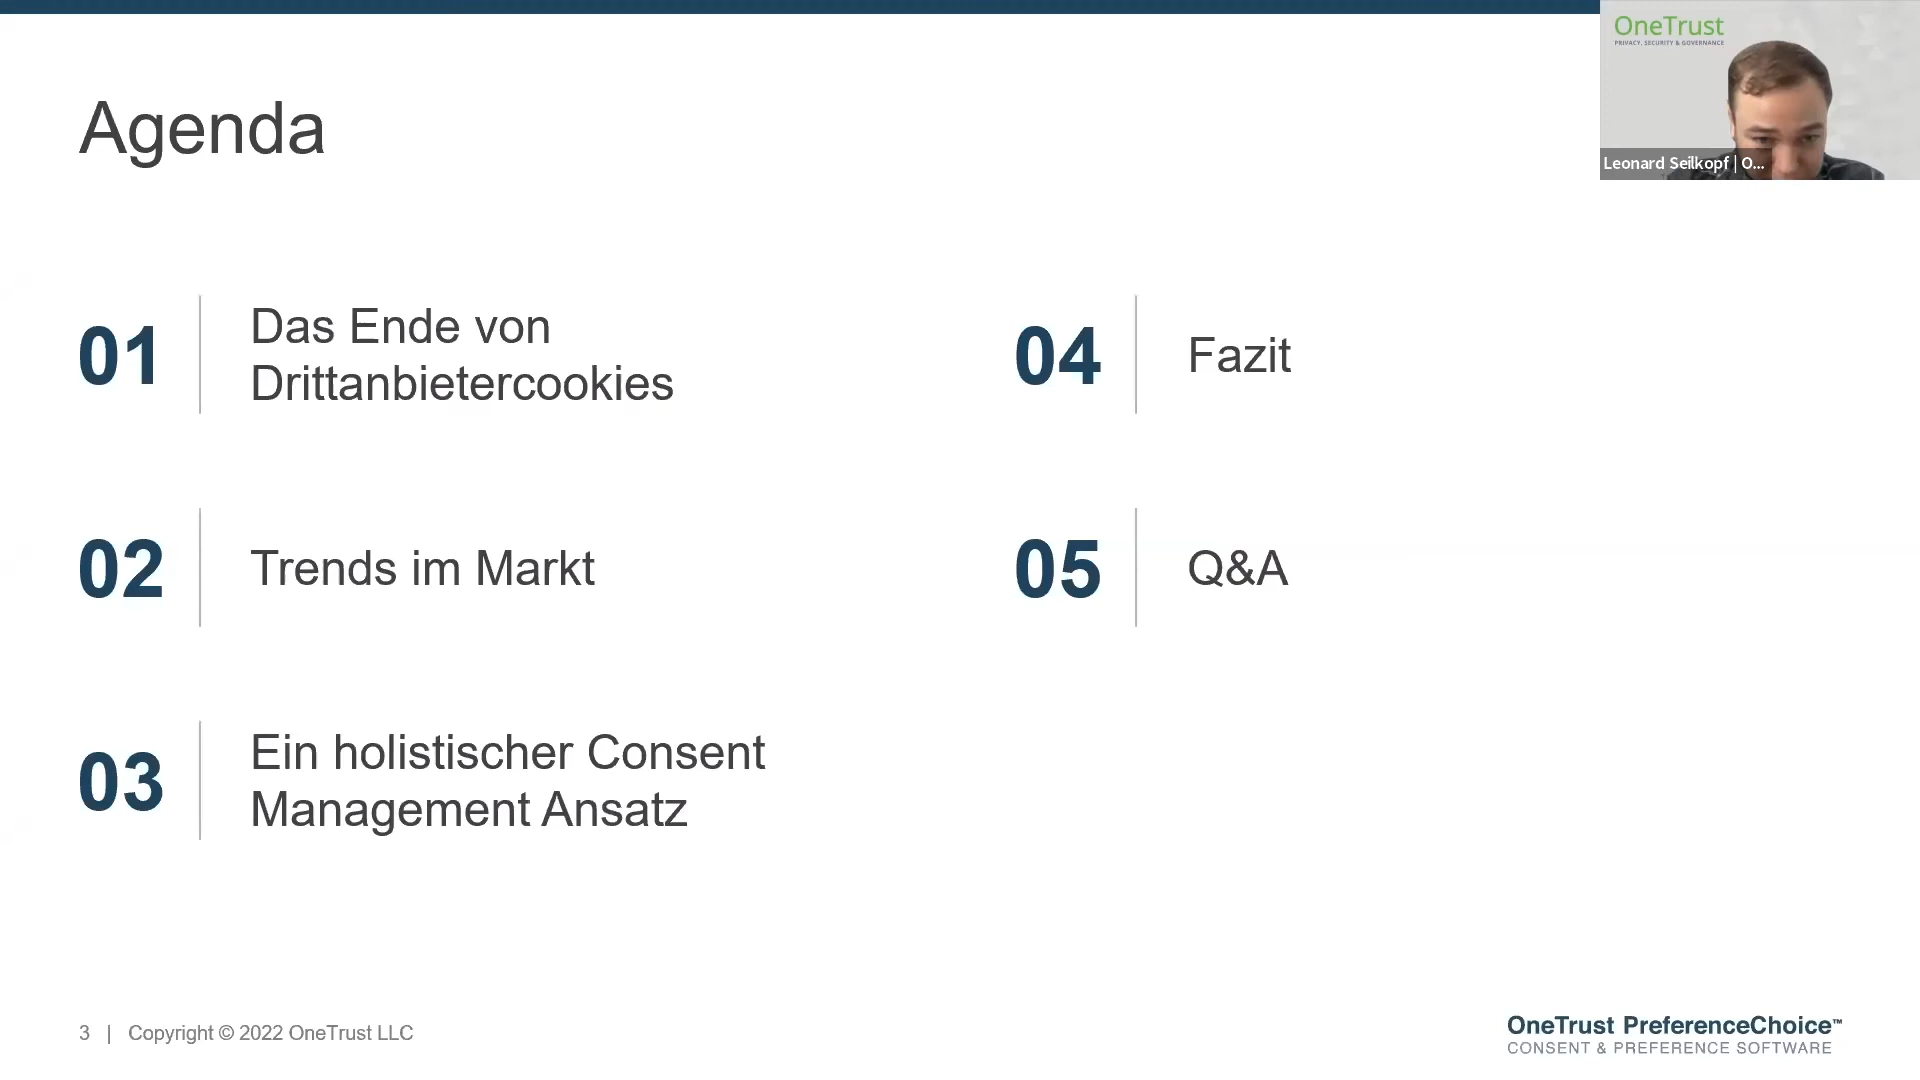 OneTrust
PRIVACY, SECURITY & GOVERNANCE
Leonard Seilkopf | O...
Agenda
01
Das Ende von
Drittanbietercookies
02
Trends im Markt
03
Ein holistischer Consent
Management Ansatz
04
Fazit
05
Q&A
3 | Copyright © 2022 OneTrust LLC
OneTrust PreferenceChoice™
CONSENT & PREFERENCE SOFTWARE